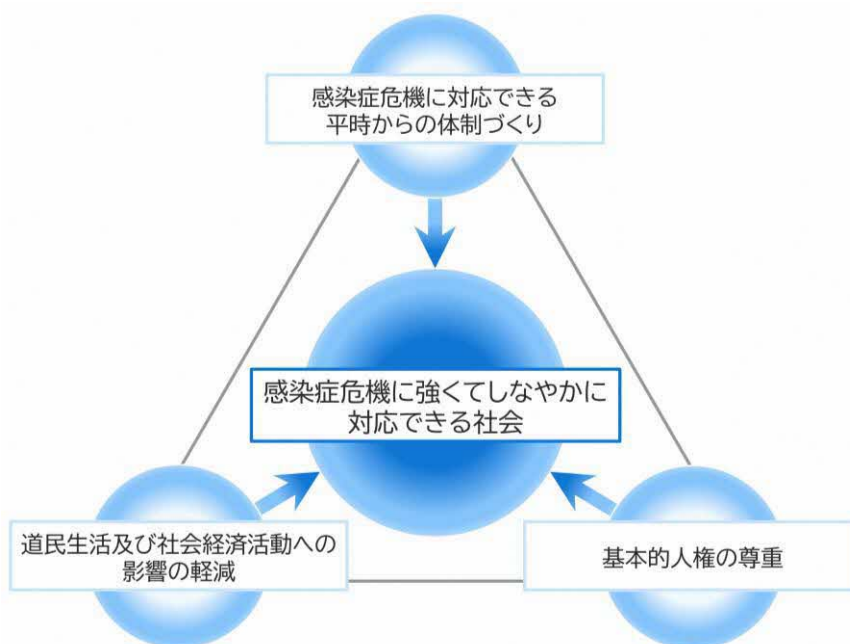 感染症危機に対応できる
平時からの体制づくり
感染症危機に強くてしなやかに
対応できる社会
道民生活及び社会経済活動への
影響の軽減
基本的人権の尊重